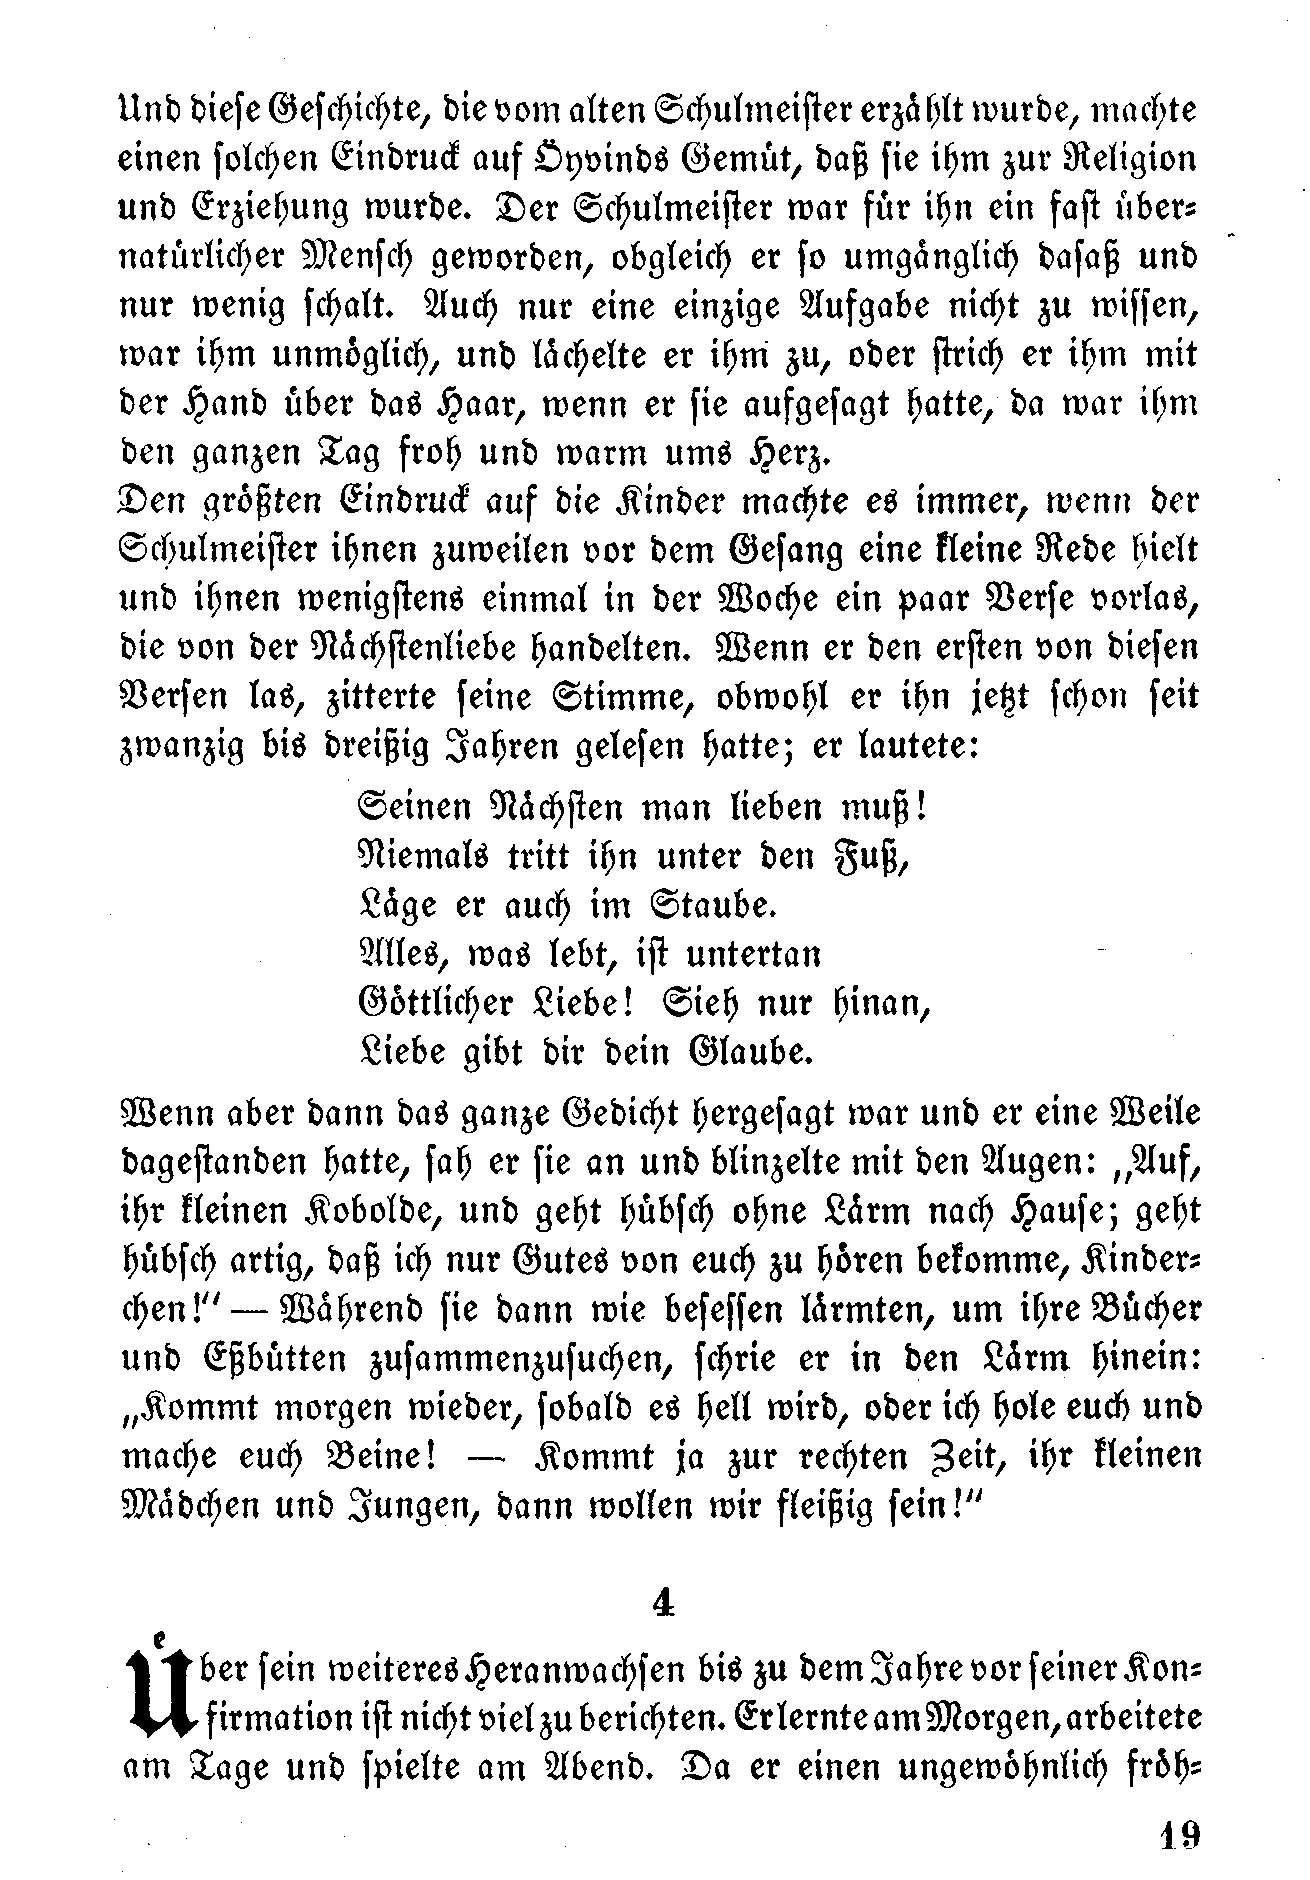 Und diese Geschichte, die vom alten Schulmeister erzählt wurde, machte
einen solchen Eindruck auf Öyvinds Gemüt, daß sie ihm zur Religion
und Erziehung wurde. Der Schulmeister war für ihn ein fast über-
natürlicher Mensch geworden, obgleich er so umgänglich dasaß und
nur wenig schalt. Auch nur eine einzige Aufgabe nicht zu wissen,
war ihm unmöglich, und lächelte er ihm zu, oder strich er ihm mit
der Hand über das Haar, wenn er sie aufgesagt hatte, da war ihm
den ganzen Tag froh und warm ums Herz.
Den größten Eindruck auf die Kinder machte es immer, wenn der
Schulmeister ihnen zuweilen vor dem Gesang eine kleine Rede hielt
und ihnen wenigstens einmal in der Woche ein paar Verse vorlas,
die von der Nächstenliebe handelten. Wenn er den ersten von diesen
Versen las, zitterte seine Stimme, obwohl er ihn jetzt schon seit
zwanzig bis dreißig Jahren gelesen hatte; er lautete:
Seinen Nächsten man lieben muß!
Niemals tritt ihn unter den Fuß,
Läge er auch im Staube.
Alles, was lebt, ist untertan
Göttlicher Liebe! Sieh nur hinan,
Liebe gibt dir dein Glaube.
Wenn aber dann das ganze Gedicht hergesagt war und er eine Weile
dagestanden hatte, sah er sie an und blinzelte mit den Augen: „Auf,
ihr kleinen Kobolde, und geht hübsch ohne Lärm nach Hause; geht
hübsch artig, daß ich nur Gutes von euch zu hören bekomme, Kinder-
chen!“ — Während sie dann wie besessen lärmten, um ihre Bücher
und Eßbütten zusammenzusuchen, schrie er in den Lärm hinein:
„Kommt morgen wieder, sobald es hell wird, oder ich hole euch und
mache euch Beine! — Kommt ja zur rechten Zeit, ihr kleinen
Mädchen und Jungen, dann wollen wir fleißig sein!“
4
Über sein weiteres Heranwachsen bis zu dem Jahre vor seiner Kon-
firmation ist nicht viel zu berichten. Er lernte am Morgen, arbeitete
am Tage und spielte am Abend. Da er einen ungewöhnlich fröh-
19